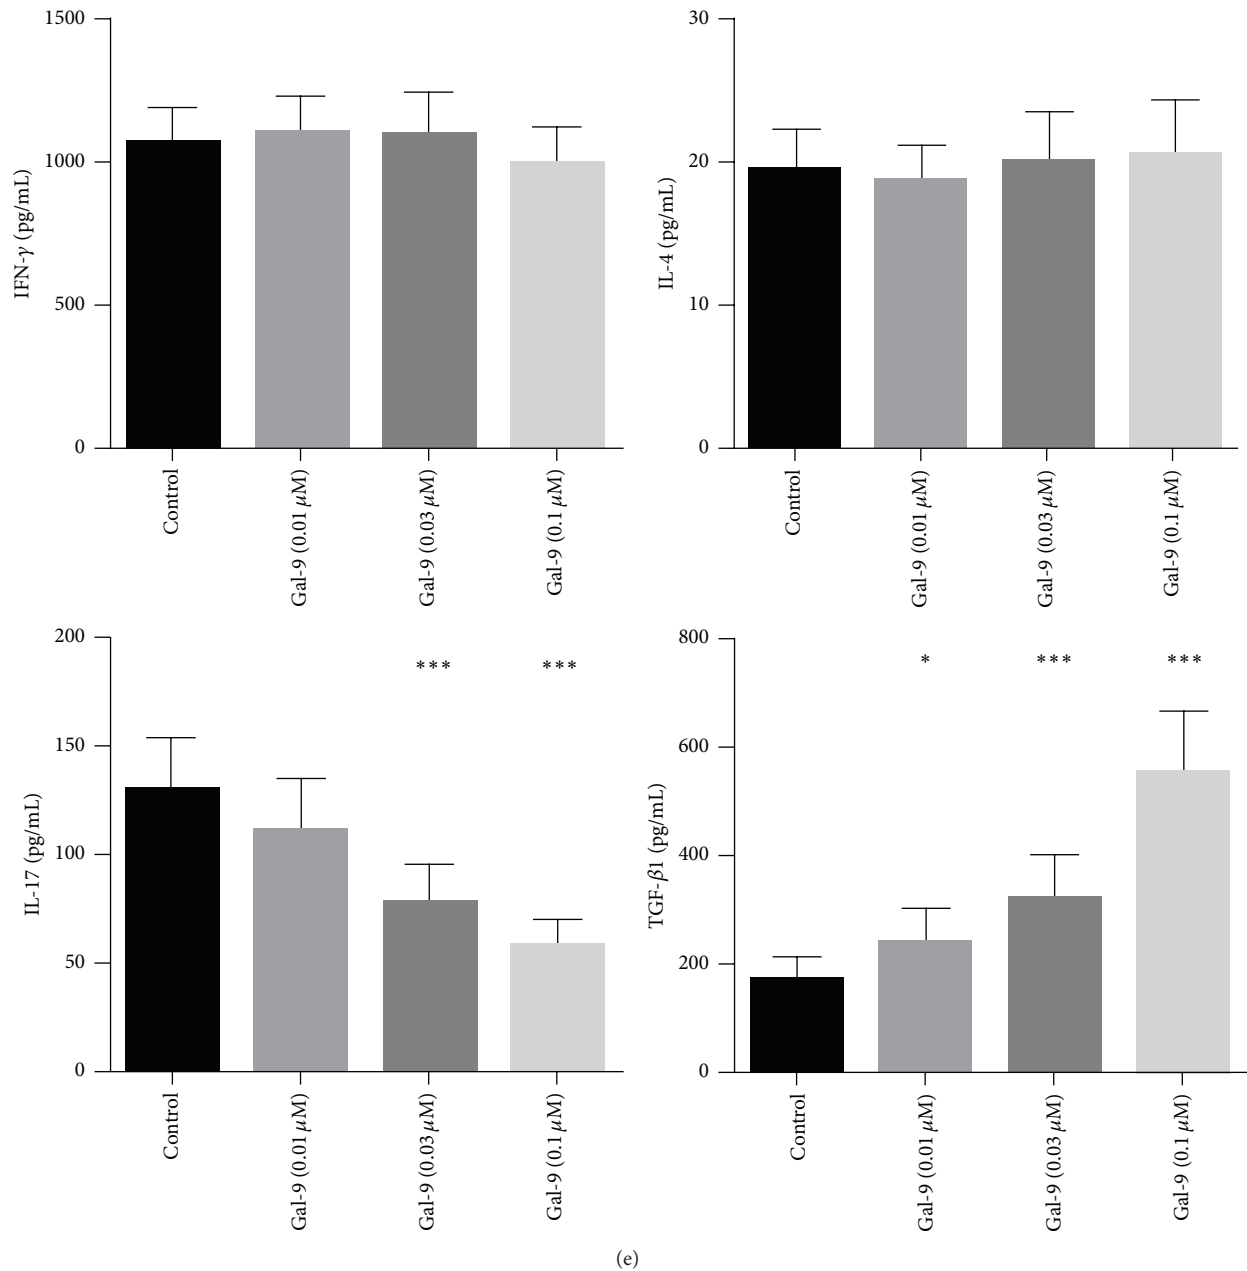 IFN-γ (pg/mL)
1500
1000
500
0
Control
Gal-9 (0.01 μM)
Gal-9 (0.03 μM)
Gal-9 (0.1 μM)
IL-4 (pg/mL)
30
20
10
0
Control
Gal-9 (0.01 μM)
Gal-9 (0.03 μM)
Gal-9 (0.1 μM)
IL-17 (pg/mL)
200
150
100
50
0
***
***
Control
Gal-9 (0.01 μM)
Gal-9 (0.03 μM)
Gal-9 (0.1 μM)
TGF-β1 (pg/mL)
800
600
400
200
0
*
***
***
Control
Gal-9 (0.01 μM)
Gal-9 (0.03 μM)
Gal-9 (0.1 μM)
(e)